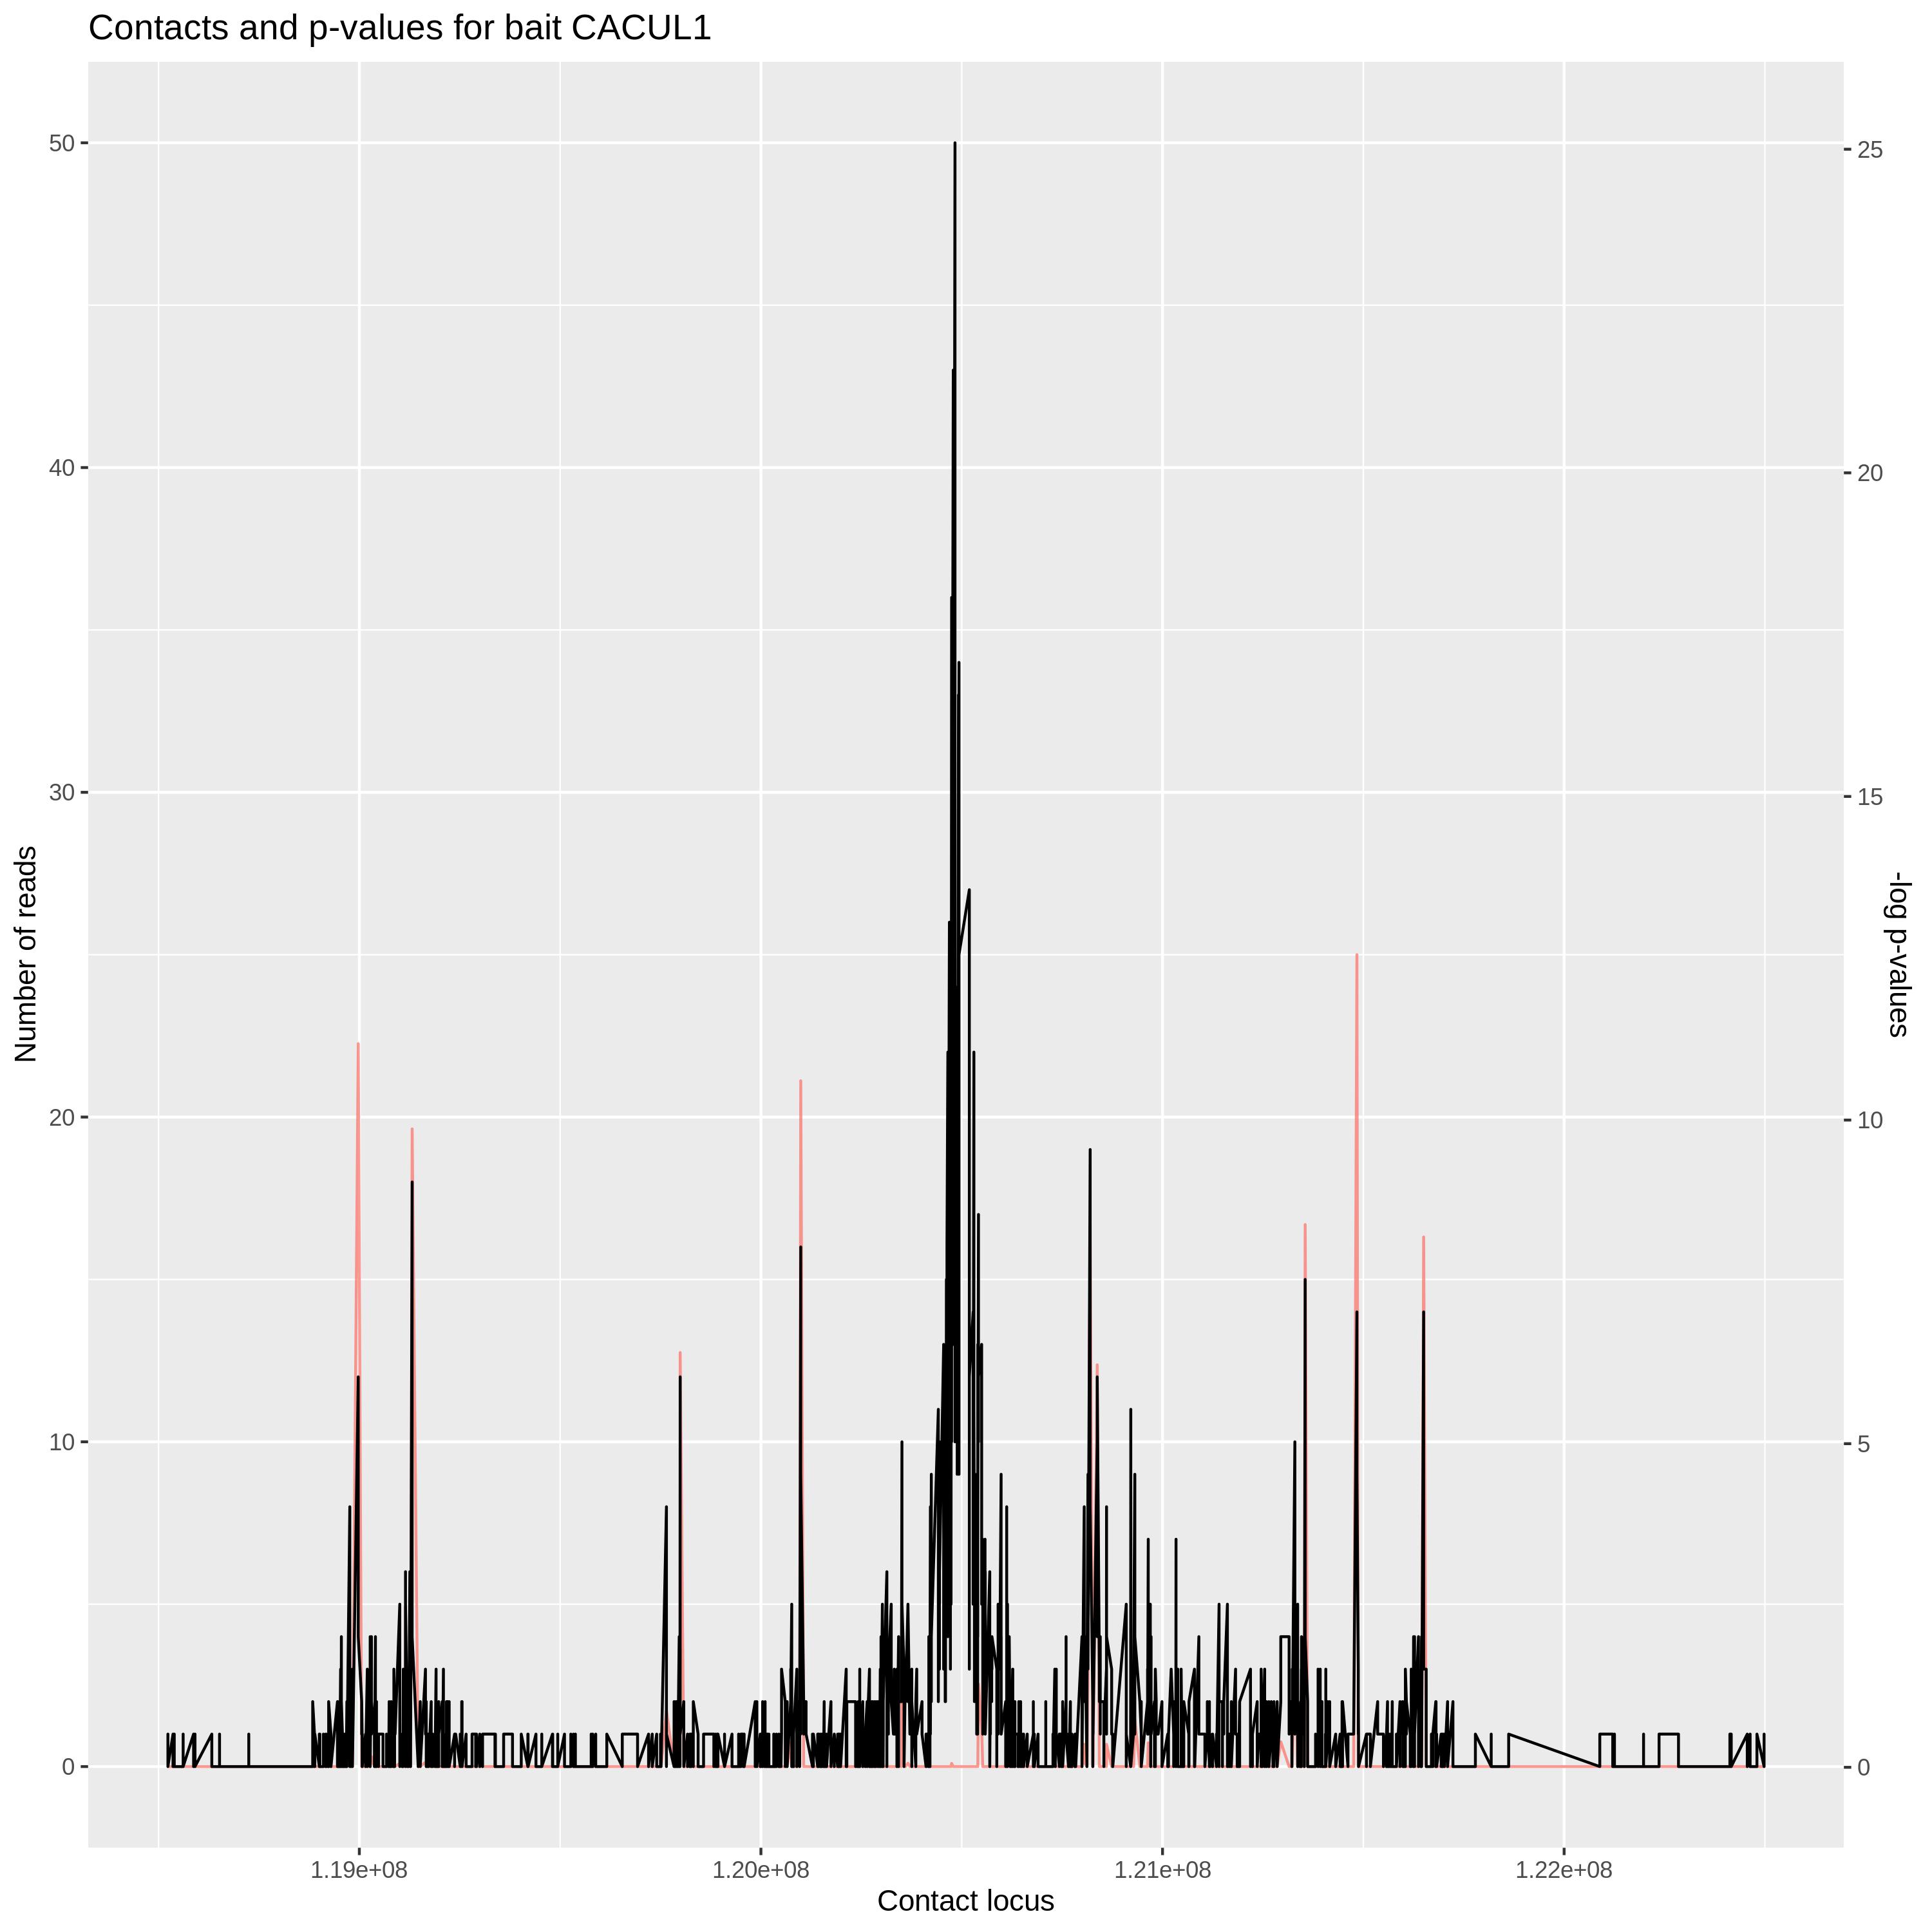 Contacts and p-values for bait CACUL1
50
40
30
20
10
0
Number of reads
25
20
15
10
5
0
-log p-values
1.19e+08 1.20e+08 1.21e+08 1.22e+08
Contact locus